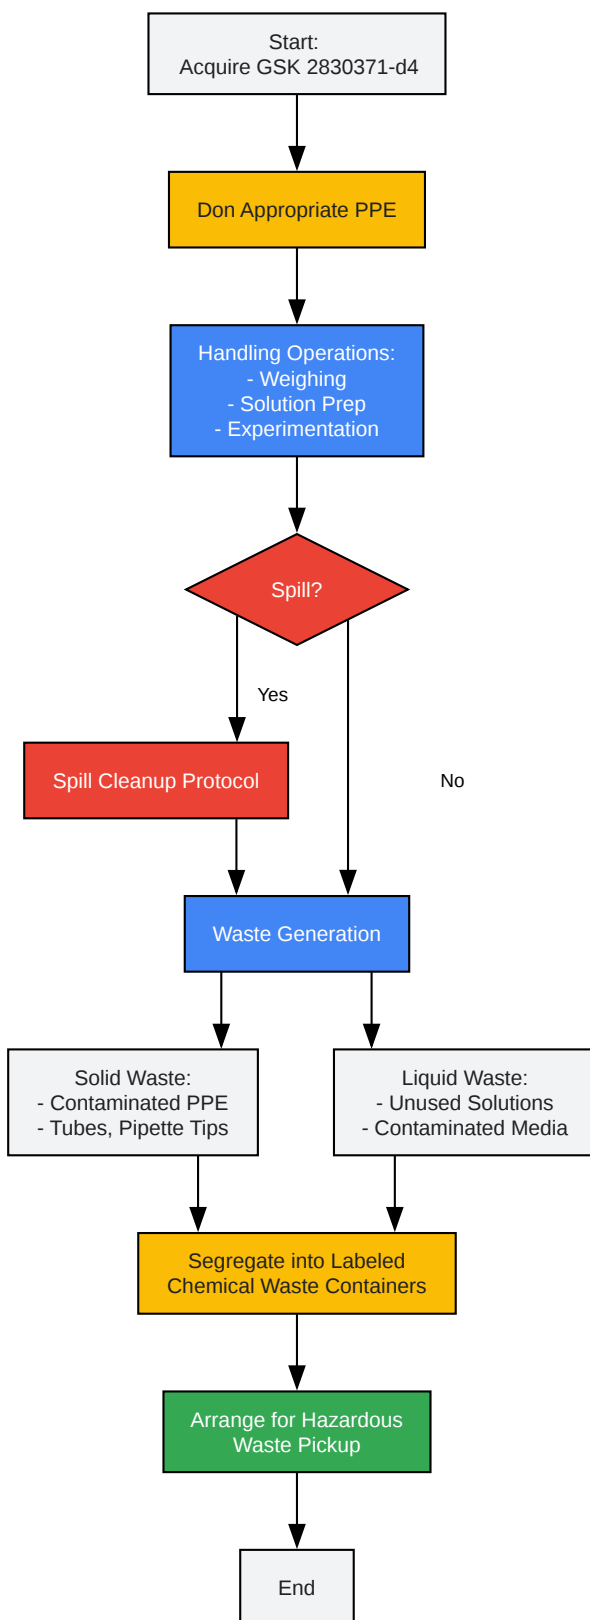 Start:
Acquire GSK 2830371-d4
Don Appropriate PPE
Handling Operations:
- Weighing
- Solution Prep
- Experimentation
Spill?
Yes
Spill Cleanup Protocol
No
Waste Generation
Solid Waste:
- Contaminated PPE
- Tubes, Pipette Tips
Liquid Waste:
- Unused Solutions
- Contaminated Media
Segregate into Labeled
Chemical Waste Containers
Arrange for Hazardous
Waste Pickup
End